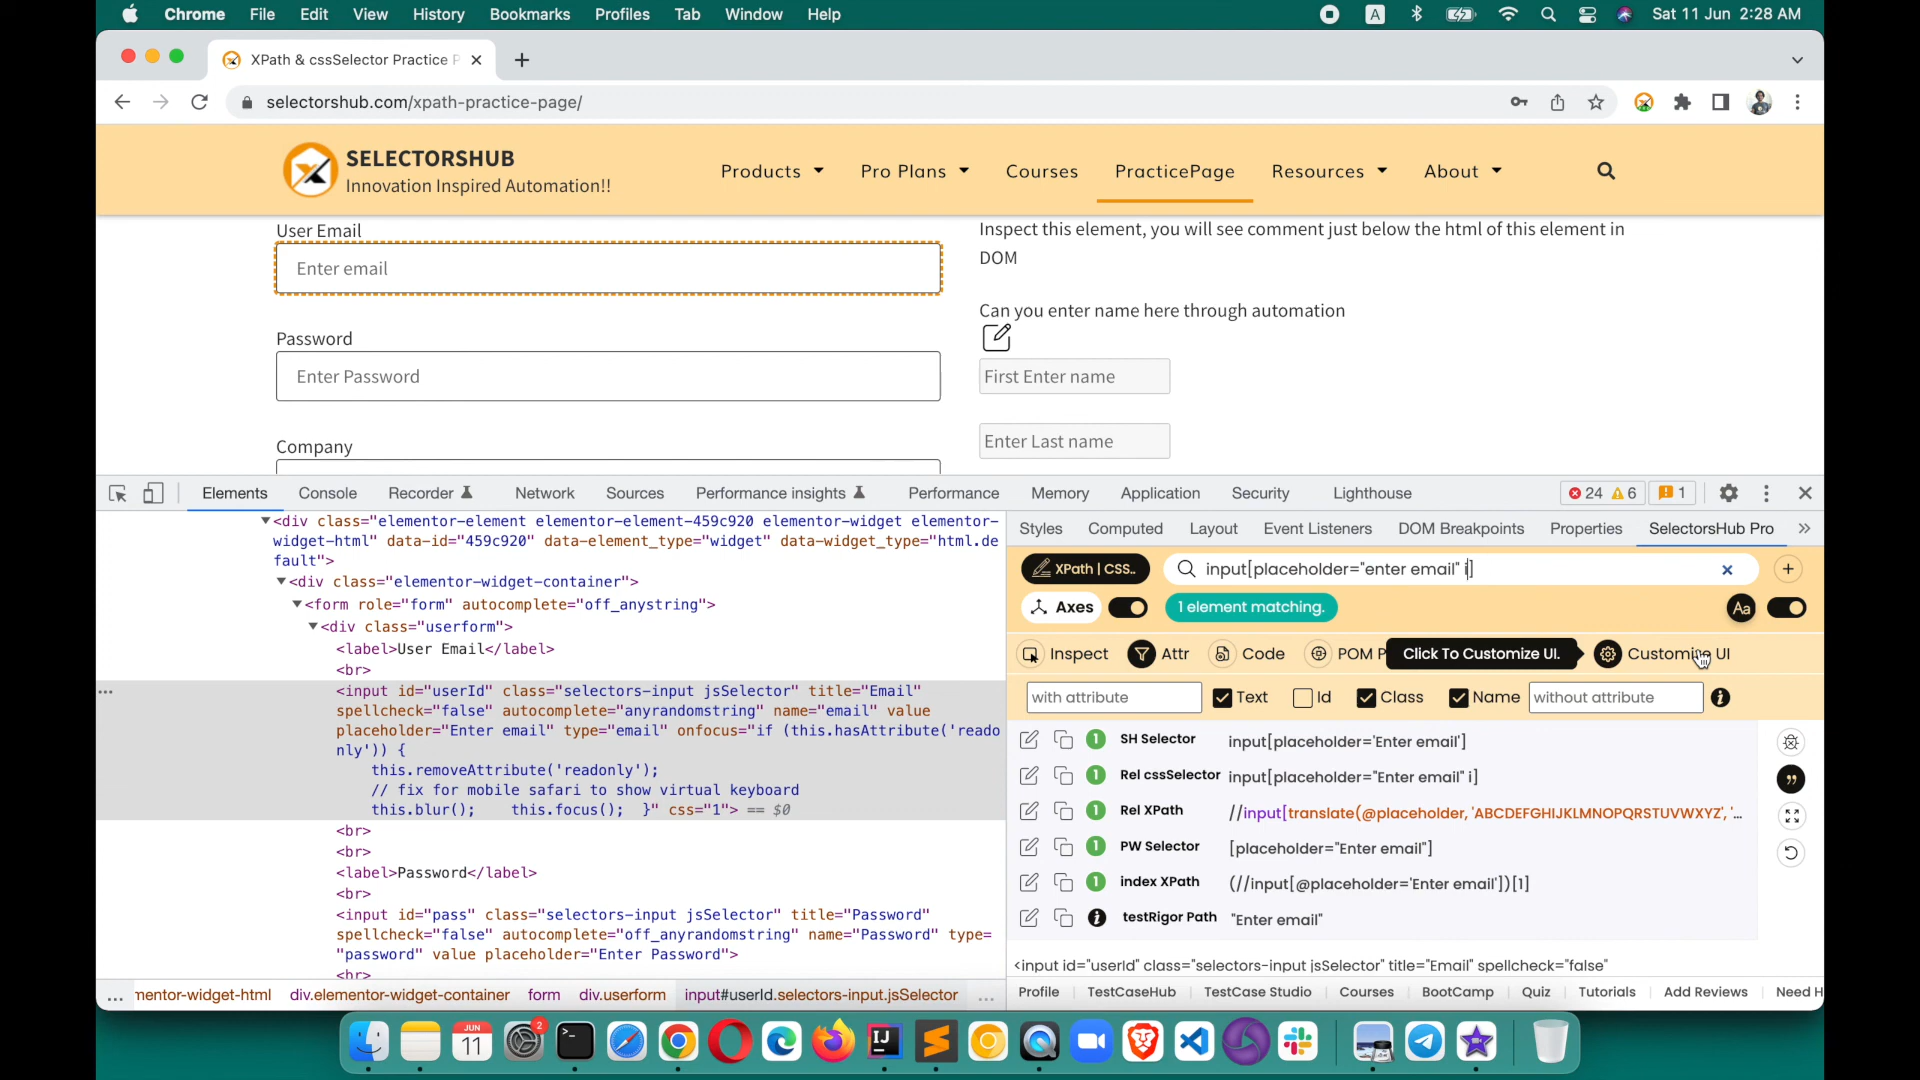 Chrome File Edit View History Bookmarks Profiles Tab Window Help
A
Sat 11 Jun 2:28 AM
XPath & cssSelector Practice P
selectorshub.com/xpath-practice-page/
SELECTORSHUB
Innovation Inspired Automation!!
Products Pro Plans Courses PracticePage Resources About
User Email
Enter email
Password
Enter Password
Company
Inspect this element, you will see comment just below the html of this element in
DOM
Can you enter name here through automation
First Enter name
Enter Last name
Elements Console Recorder Network Sources Performance insights Performance Memory Application Security Lighthouse 24 6 1
<div class="elementor-element elementor-element-459c920 elementor-widget elementor-
widget-html" data-id="459c920" data-element_type="widget" data-widget_type="html.de
fault">
<div class="elementor-widget-container">
<form role="form" autocomplete="off_anystring">
<div class="userform">
<label>User Email</label>
<br>
<input id="userId" class="selectors-input jsSelector" title="Email"
spellcheck="false" autocomplete="anyrandomstring" name="email" value
placeholder="Enter email" type="email" onfocus="if (this.hasAttribute('reado
nly')) {
this.removeAttribute('readonly');
// fix for mobile safari to show virtual keyboard
this.blur(); this.focus(); }" css="1"> == $0
<br>
<br>
<label>Password</label>
<br>
<input id="pass" class="selectors-input jsSelector" title="Password"
spellcheck="false" autocomplete="off_anyrandomstring" name="Password" type=
"password" value placeholder="Enter Password">
<br>
... mentor-widget-html div.elementor-widget-container form div.userform input#userId.selectors-input.jsSelector ...
Styles Computed Layout Event Listeners DOM Breakpoints Properties SelectorsHub Pro »
XPath | CSS..
input[placeholder="enter email" i]
Axes
1 element matching.
Aa
Inspect Attr Code POM P Click To Customize UI. Customize UI
with attribute Text Id Class Name without attribute
1 SH Selector input[placeholder='Enter email']
1 Rel cssSelector input[placeholder="Enter email" i]
1 Rel XPath //input[translate(@placeholder, 'ABCDEFGHIJKLMNOPQRSTUVWXYZ', '...
1 PW Selector [placeholder="Enter email"]
1 index XPath (//input[@placeholder='Enter email'])[1]
testRigor Path "Enter email"
<input id="userId" class="selectors-input jsSelector" title="Email" spellcheck="false"
Profile TestCaseHub TestCase Studio Courses BootCamp Quiz Tutorials Add Reviews Need H
JUN
11
2
IJ